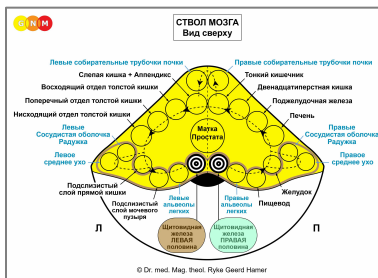 GNM
СТВОЛ МОЗГА
Вид сверху
Левые собирательные трубочки почки
Правые собирательные трубочки почки
Слепая кишка + Аппендикс
Тонкий кишечник
Восходящий отдел толстой кишки
Двенадцатиперстная кишка
Поперечный отдел толстой кишки
Поджелудочная железа
Нисходящий отдел толстой кишки
Печень
Левые
Сосудистая оболочка
Радужка
Матка
Простата
Правые
Сосудистая оболочка
Радужка
Левое
среднее ухо
Правое
среднее ухо
Подслизистый
слой прямой кишки
Желудок
Подслизистый
слой мочевого
пузыря
Левые
альвеолы
легких
Правые
альвеолы
легких
Пищевод
Л
П
Щитовидная
железа
ЛЕВАЯ
половина
Щитовидная
железа
ПРАВАЯ
половина
© Dr. med. Mag. theol. Ryke Geerd Hamer